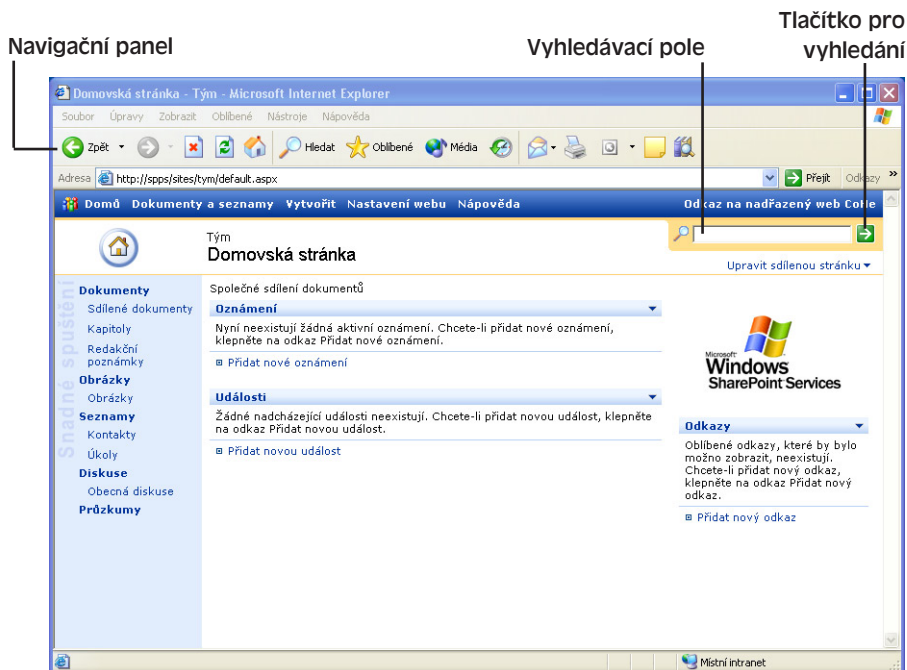 Tlačítko pro
vyhledání
Navigační panel
Vyhledávací pole
Domovská stránka - Tým - Microsoft Internet Explorer
Soubor Úpravy Zobrazit Oblíbené Nástroje Nápověda
Zpět Hledat Oblíbené Média
Adresa http://spps/sites/tym/default.aspx Přejít Odkazy »
Domů Dokumenty a seznamy Vytvořit Nastavení webu Nápověda Odkaz na nadřazený web
Tým
Domovská stránka
Upravit sdílenou stránku
Snadné spuštění
Dokumenty
Sdílené dokumenty
Kapitoly
Redakční
poznámky
Obrázky
Obrázky
Seznamy
Kontakty
Úkoly
Diskuse
Obecná diskuse
Průzkumy
Společné sdílení dokumentů
Oznámení
Nyní neexistují žádná aktivní oznámení. Chcete-li přidat nové oznámení,
klepněte na odkaz Přidat nové oznámení.
Přidat nové oznámení
Události
Žádné nadcházející události neexistují. Chcete-li přidat novou událost, klepněte
na odkaz Přidat novou událost.
Přidat novou událost
Microsoft
Windows
SharePoint Services
Odkazy
Oblíbené odkazy, které by bylo
možno zobrazit, neexistují.
Chcete-li přidat nový odkaz,
klepněte na odkaz Přidat nový
odkaz.
Přidat nový odkaz
Místní intranet